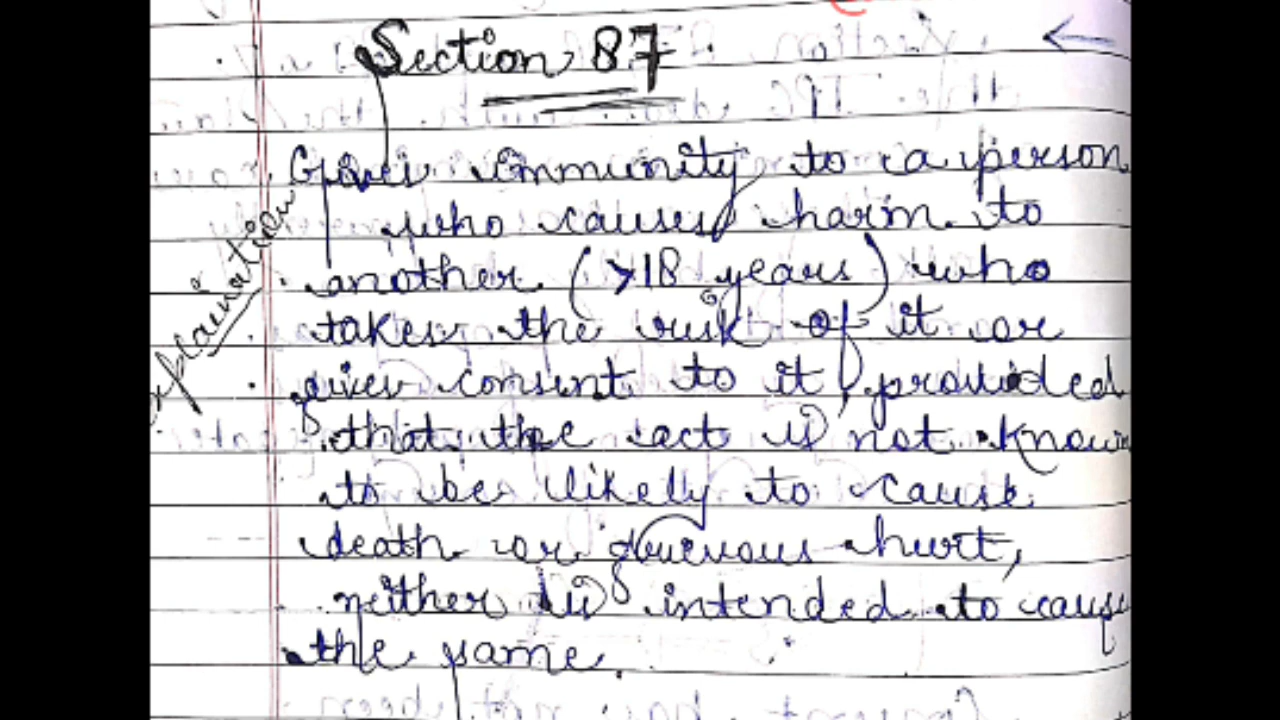 Section 87
Gives immunity to a person
who causes harm to
another (>18 years) who
takes the risk of it or
gives consent to it, provided
that the act is not known
to be likely to cause
death or grievous hurt,
neither is intended to cause
the same.
Explanation